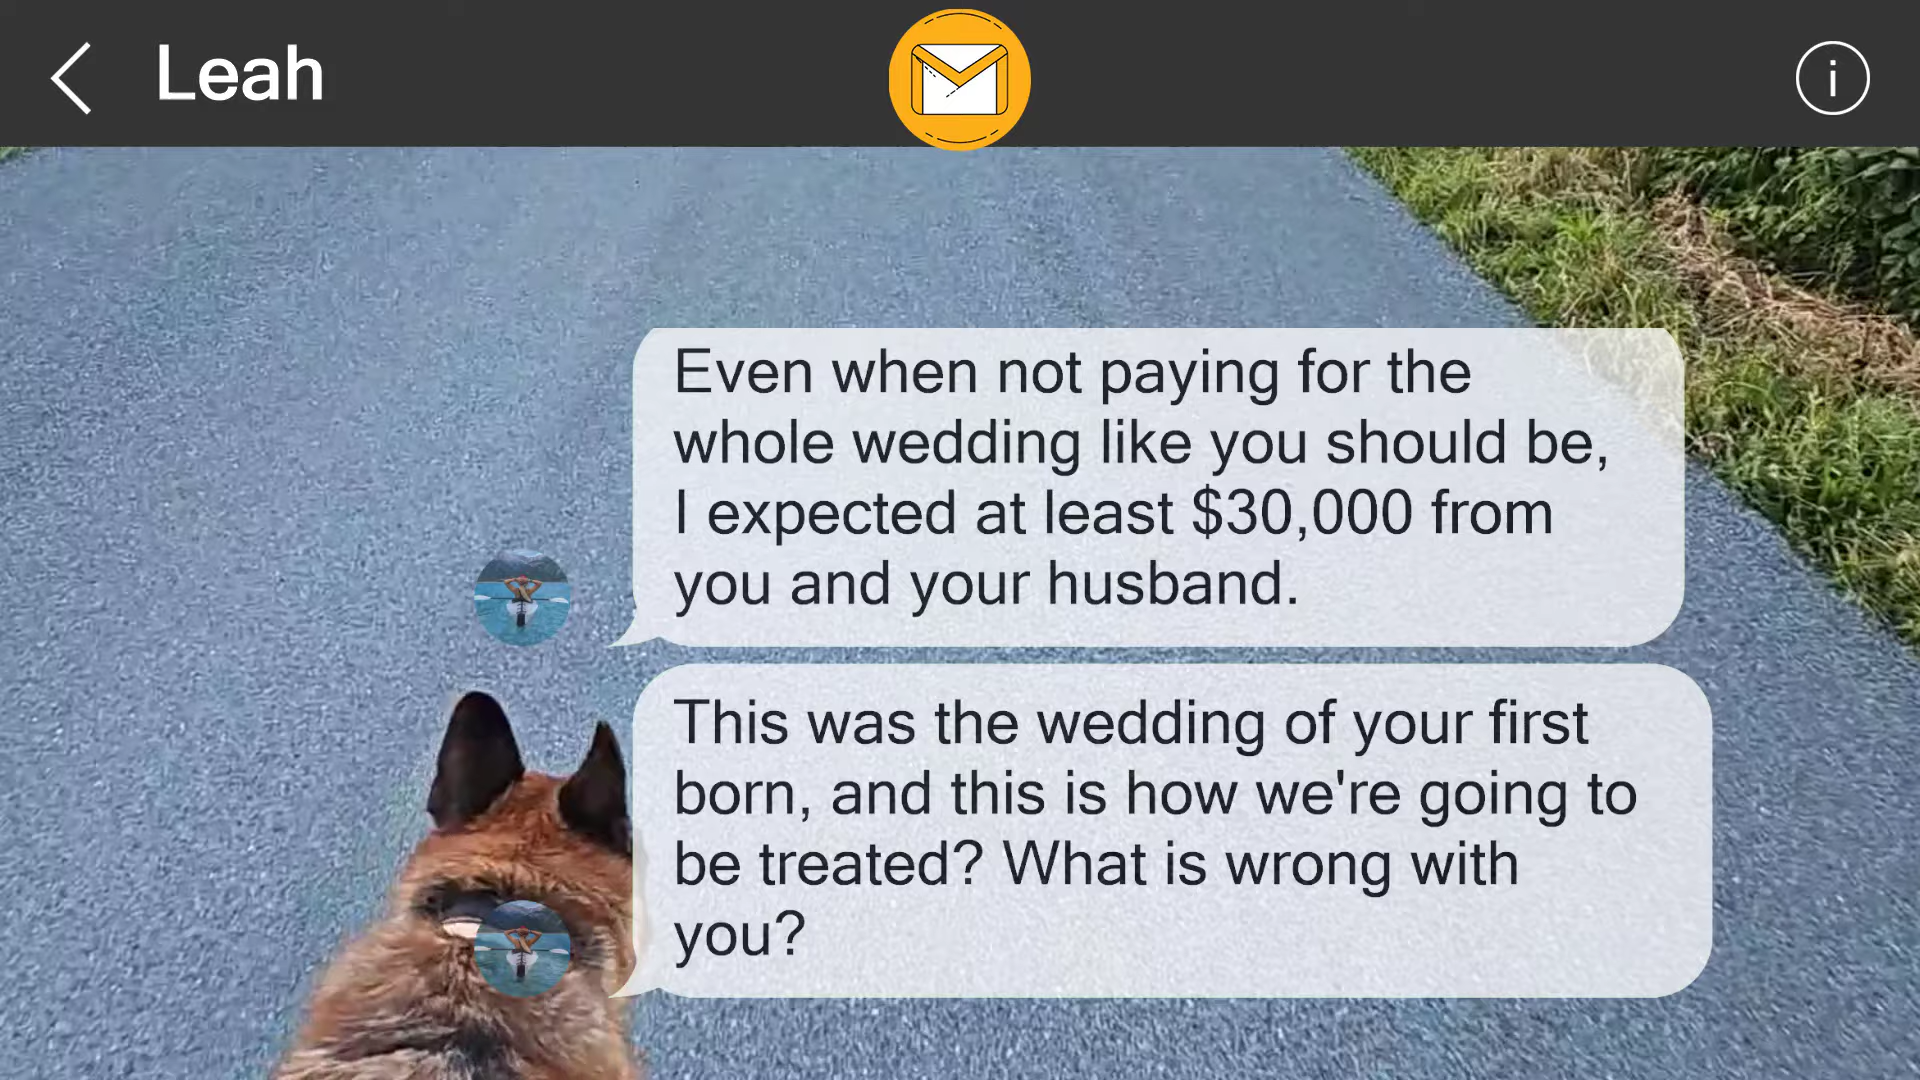 Leah
Even when not paying for the
whole wedding like you should be,
I expected at least $30,000 from
you and your husband.
This was the wedding of your first
born, and this is how we're going to
be treated? What is wrong with
you?